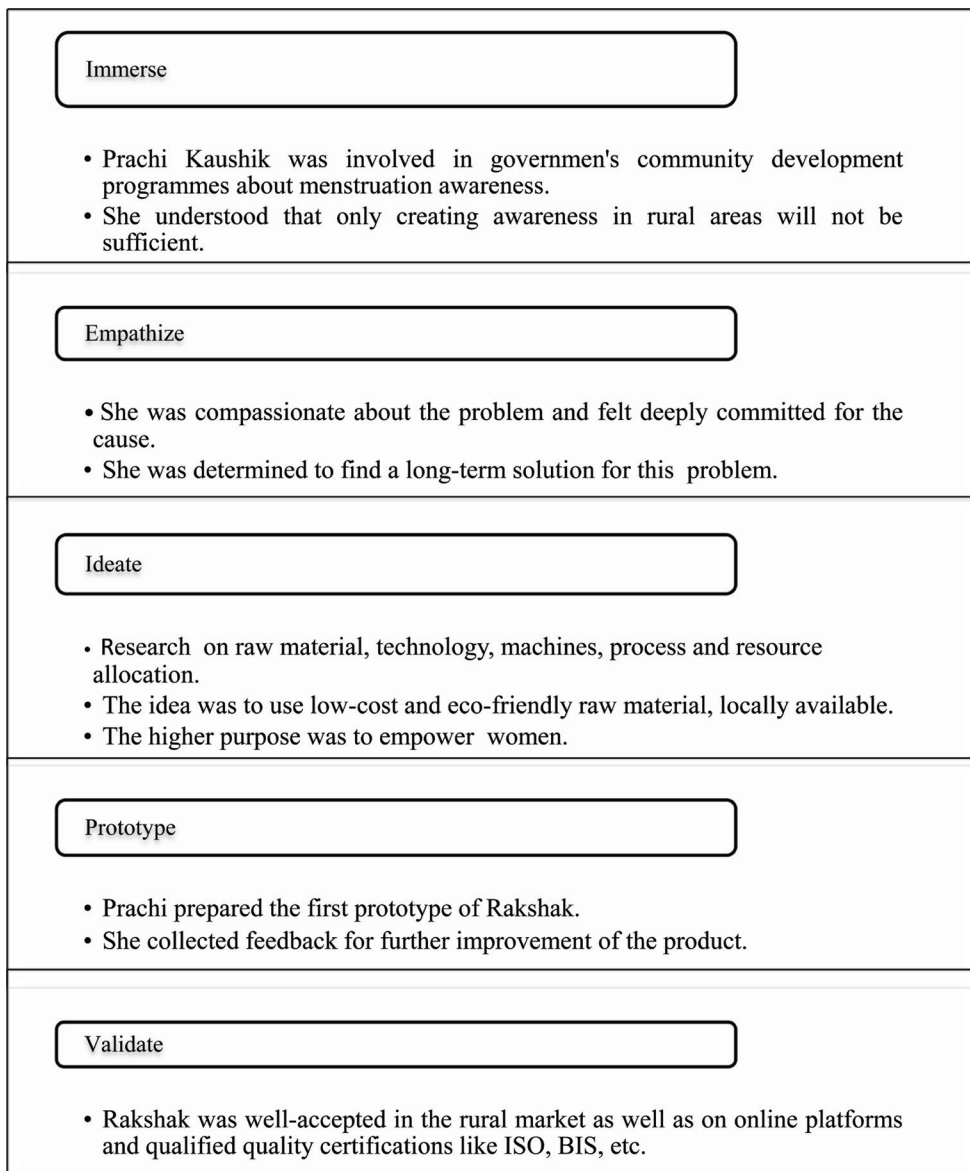 Immerse
• Prachi Kaushik was involved in governmen's community development
programmes about menstruation awareness.
• She understood that only creating awareness in rural areas will not be
sufficient.
Empathize
• She was compassionate about the problem and felt deeply committed for the
cause.
• She was determined to find a long-term solution for this problem.
Ideate
• Research on raw material, technology, machines, process and resource
allocation.
• The idea was to use low-cost and eco-friendly raw material, locally available.
• The higher purpose was to empower women.
Prototype
• Prachi prepared the first prototype of Rakshak.
• She collected feedback for further improvement of the product.
Validate
• Rakshak was well-accepted in the rural market as well as on online platforms
and qualified quality certifications like ISO, BIS, etc.